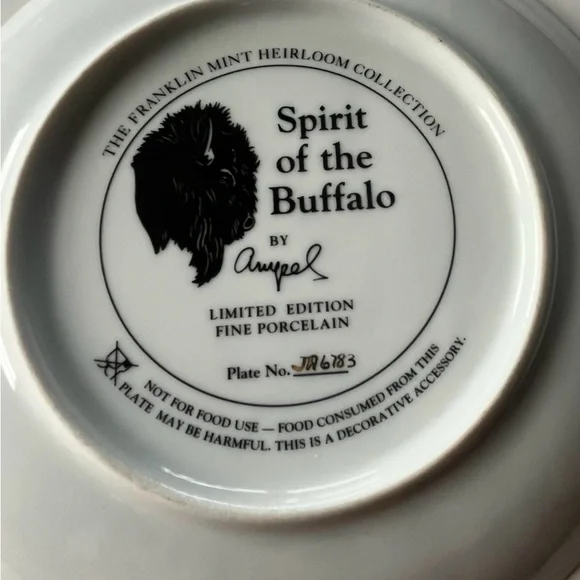 THE FRANKLIN MINT HEIRLOOM COLLECTION
Spirit
of the
Buffalo
BY
LIMITED EDITION
FINE PORCELAIN
Plate No. JA6783
NOT FOR FOOD USE — FOOD CONSUMED FROM THIS
PLATE MAY BE HARMFUL. THIS IS A DECORATIVE ACCESSORY.